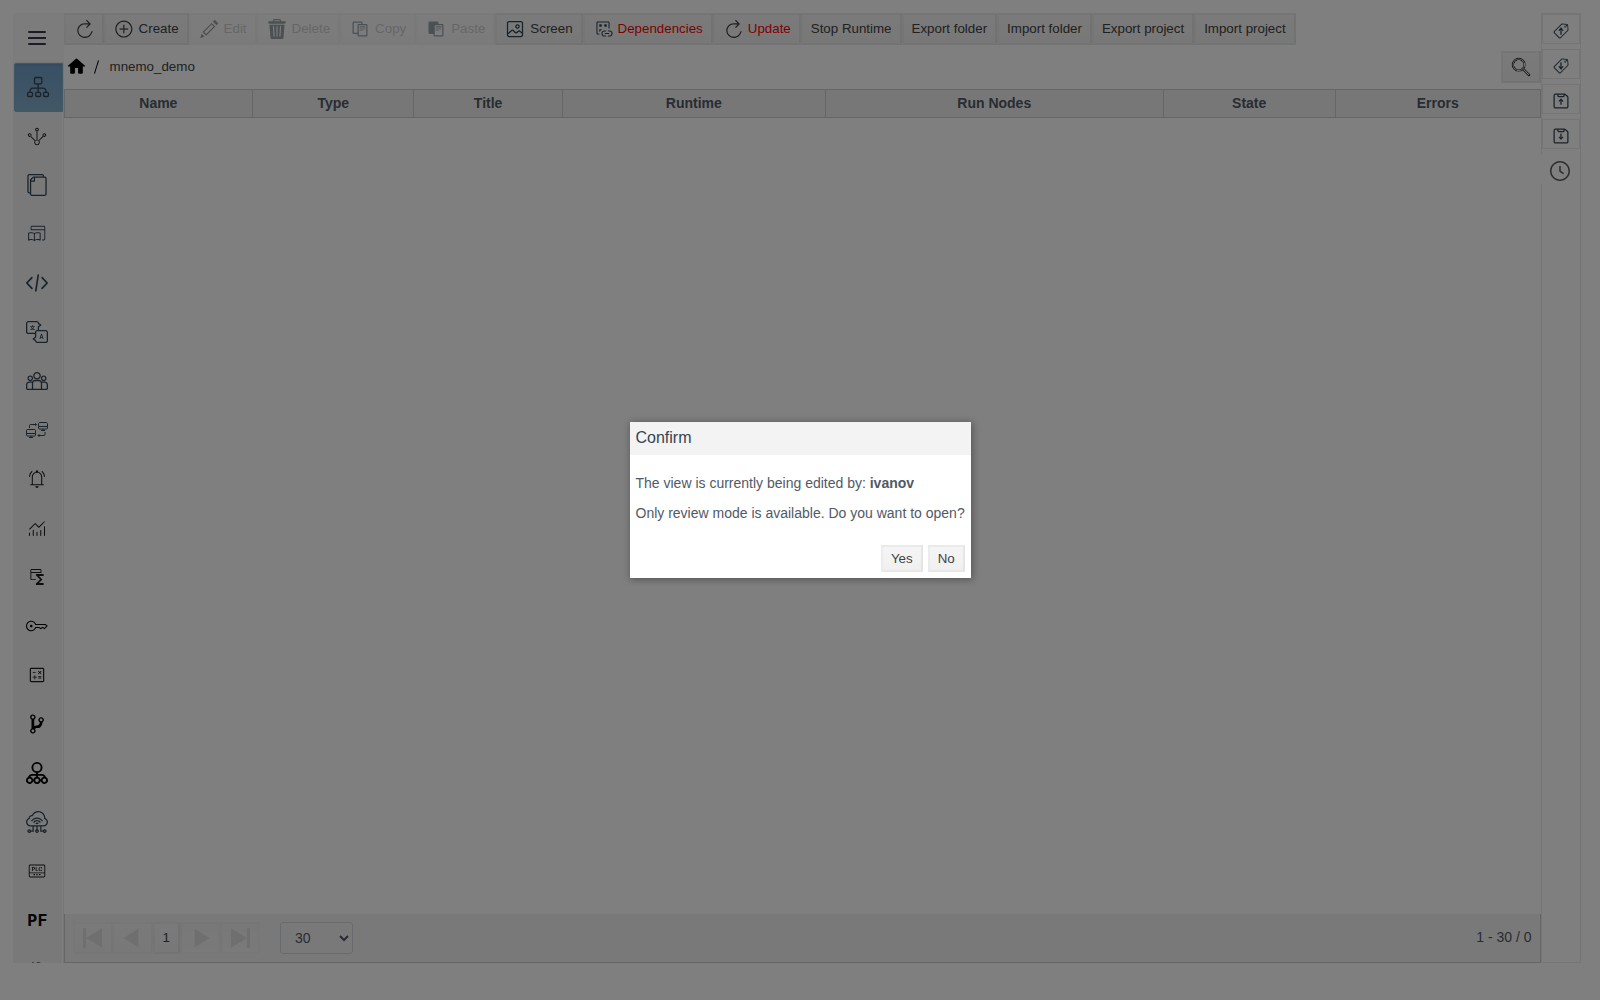 Create Edit Delete Copy Paste Screen Dependencies Update Stop Runtime Export folder Import folder Export project Import project
/ mnemo_demo
Name Type Title Runtime Run Nodes State Errors
Confirm
The view is currently being edited by: ivanov
Only review mode is available. Do you want to open?
Yes No
PLC
PF
1 30 1 - 30 / 0